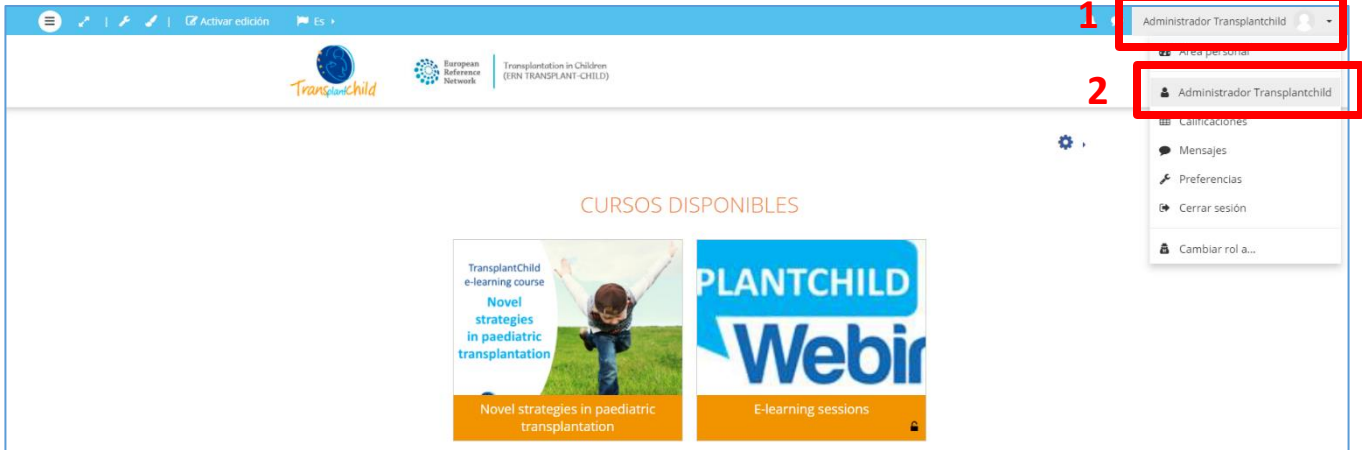 Activar edición
Es
1
Administrador Transplantchild
Transplantchild
European
Reference
Network
Transplantation in Children
(ERN TRANSPLANT-CHILD)
Área personal
2
Administrador Transplantchild
Calificaciones
Mensajes
Preferencias
Cerrar sesión
Cambiar rol a...
CURSOS DISPONIBLES
TransplantChild
e-learning course
Novel
strategies
in paediatric
transplantation
Novel strategies in paediatric
transplantation
PLANTCHILD
Webir
E-learning sessions